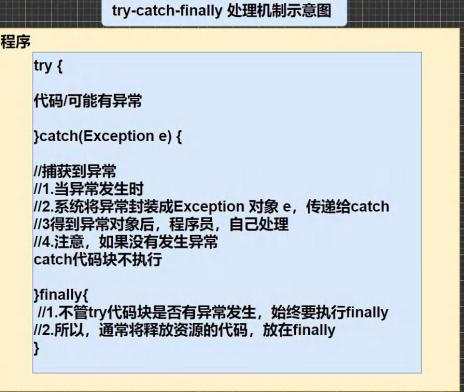 try-catch-finally 处理机制示意图
程序
try {
代码/可能有异常
}catch(Exception e) {
//捕获到异常
//1.当异常发生时
//2.系统将异常封装成Exception 对象 e，传递给catch
//3得到异常对象后，程序员，自己处理
//4.注意，如果没有发生异常
catch代码块不执行
}finally{
//1.不管try代码块是否有异常发生，始终要执行finally
//2.所以，通常将释放资源的代码，放在finally
}